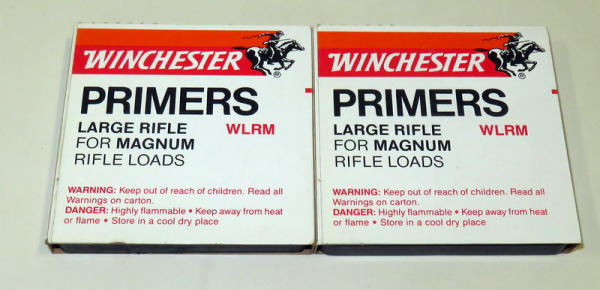 WINCHESTER ®
PRIMERS
LARGE RIFLE WLRM
FOR MAGNUM
RIFLE LOADS
WARNING: Keep out of reach of children. Read all
Warnings on carton.
DANGER: Highly flammable • Keep away from heat
or flame • Store in a cool dry place
WINCHESTER ®
PRIMERS
LARGE RIFLE WLRM
FOR MAGNUM
RIFLE LOADS
WARNING: Keep out of reach of children. Read all
Warnings on carton.
DANGER: Highly flammable • Keep away from heat
or flame • Store in a cool dry place